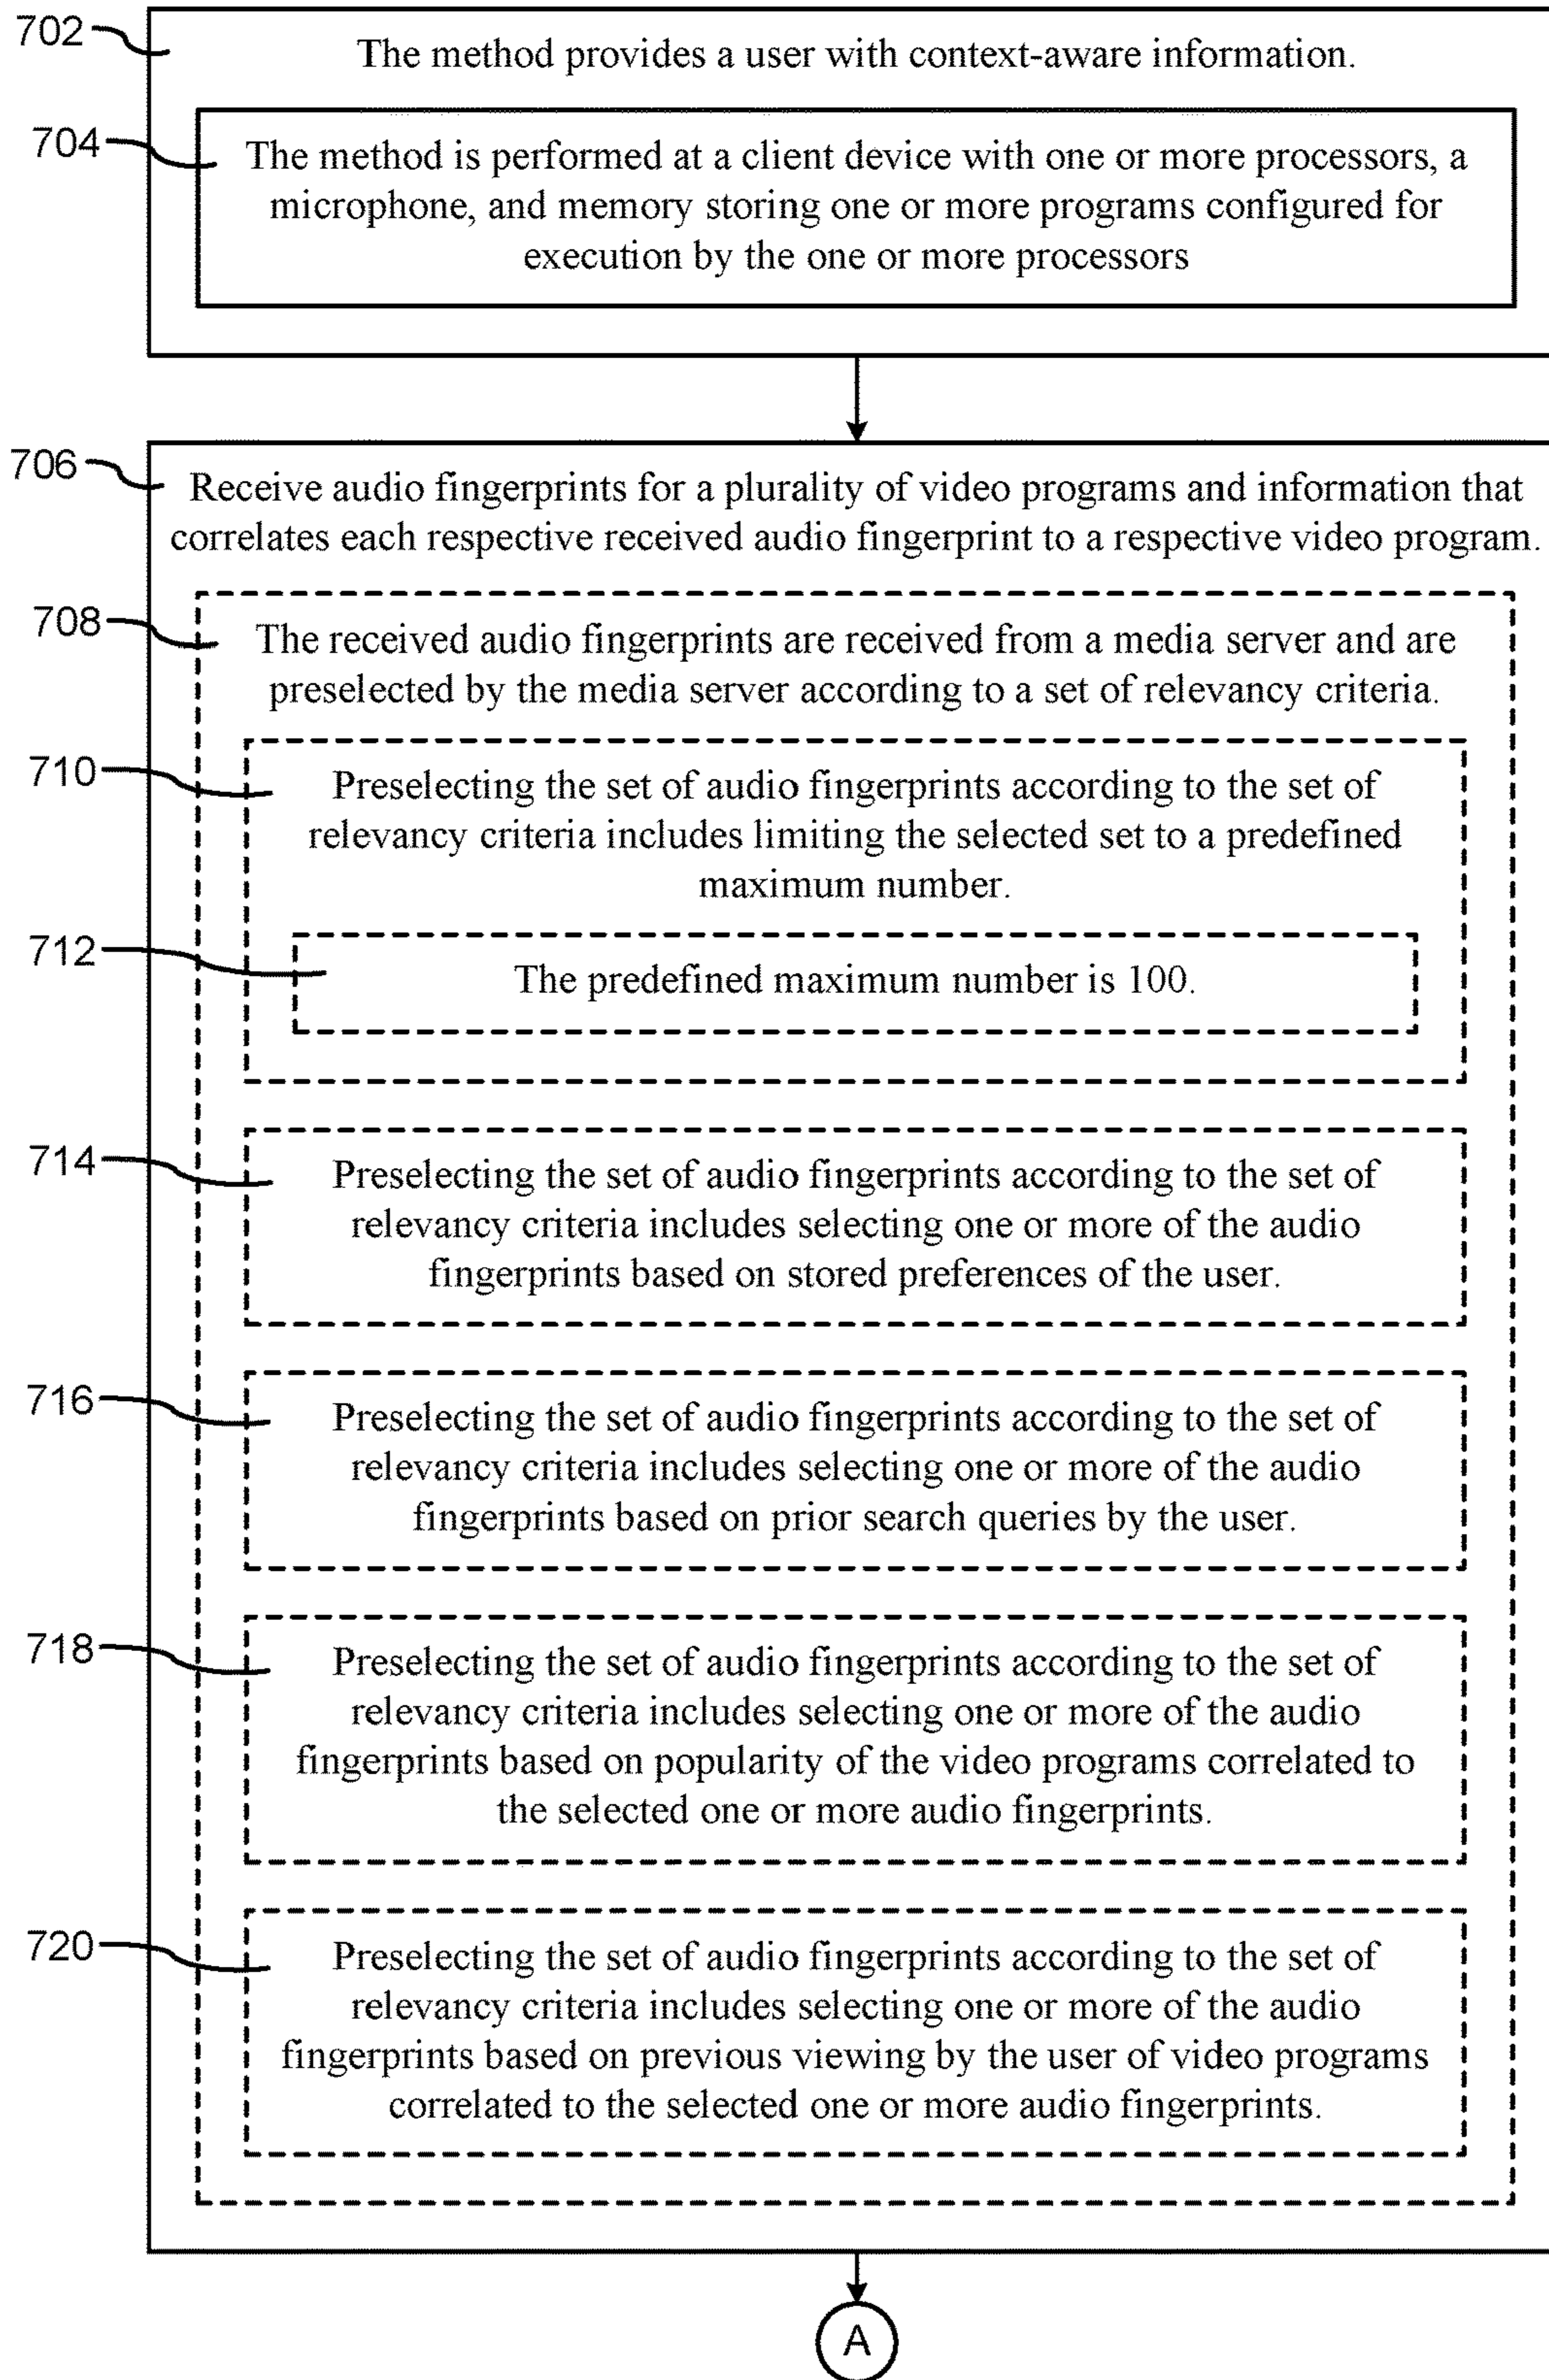 702
The method provides a user with context-aware information.
704
The method is performed at a client device with one or more processors, a
microphone, and memory storing one or more programs configured for
execution by the one or more processors
706
Receive audio fingerprints for a plurality of video programs and information that
correlates each respective received audio fingerprint to a respective video program.
708
The received audio fingerprints are received from a media server and are
preselected by the media server according to a set of relevancy criteria.
710
Preselecting the set of audio fingerprints according to the set of
relevancy criteria includes limiting the selected set to a predefined
maximum number.
712
The predefined maximum number is 100.
714
Preselecting the set of audio fingerprints according to the set of
relevancy criteria includes selecting one or more of the audio
fingerprints based on stored preferences of the user.
716
Preselecting the set of audio fingerprints according to the set of
relevancy criteria includes selecting one or more of the audio
fingerprints based on prior search queries by the user.
718
Preselecting the set of audio fingerprints according to the set of
relevancy criteria includes selecting one or more of the audio
fingerprints based on popularity of the video programs correlated to
the selected one or more audio fingerprints.
720
Preselecting the set of audio fingerprints according to the set of
relevancy criteria includes selecting one or more of the audio
fingerprints based on previous viewing by the user of video programs
correlated to the selected one or more audio fingerprints.
A